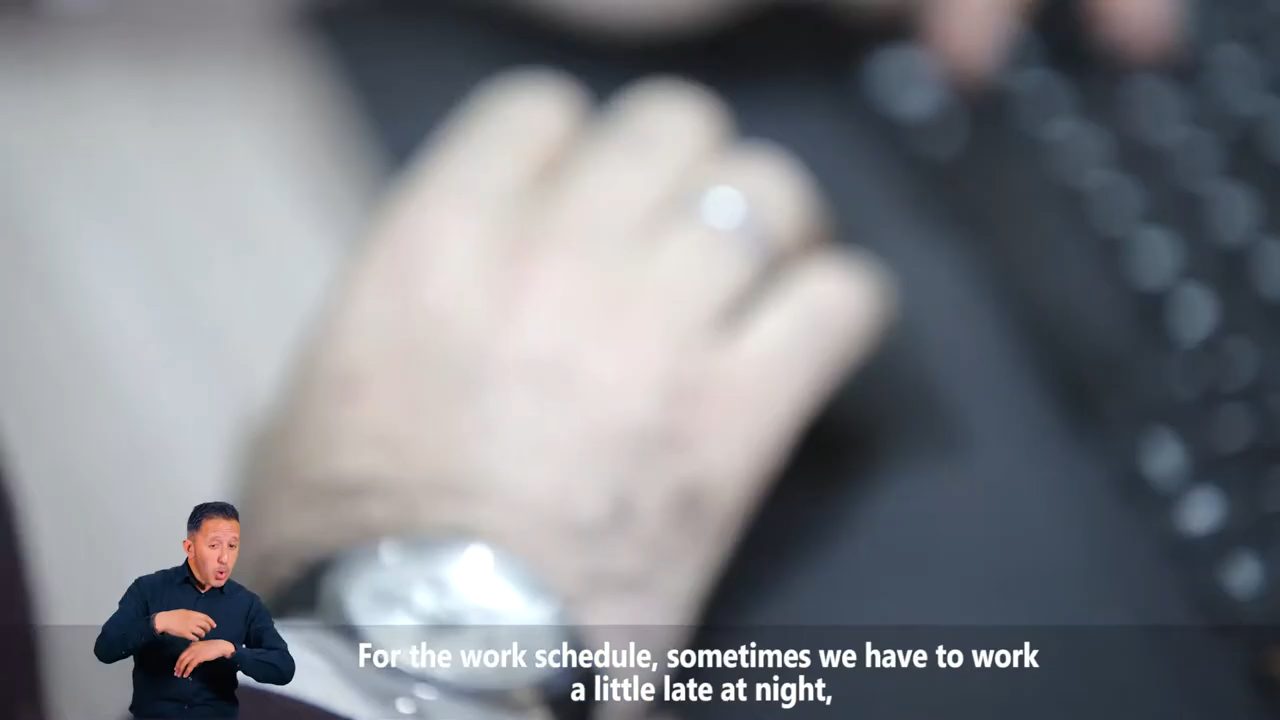 For the work schedule, sometimes we have to work
a little late at night,